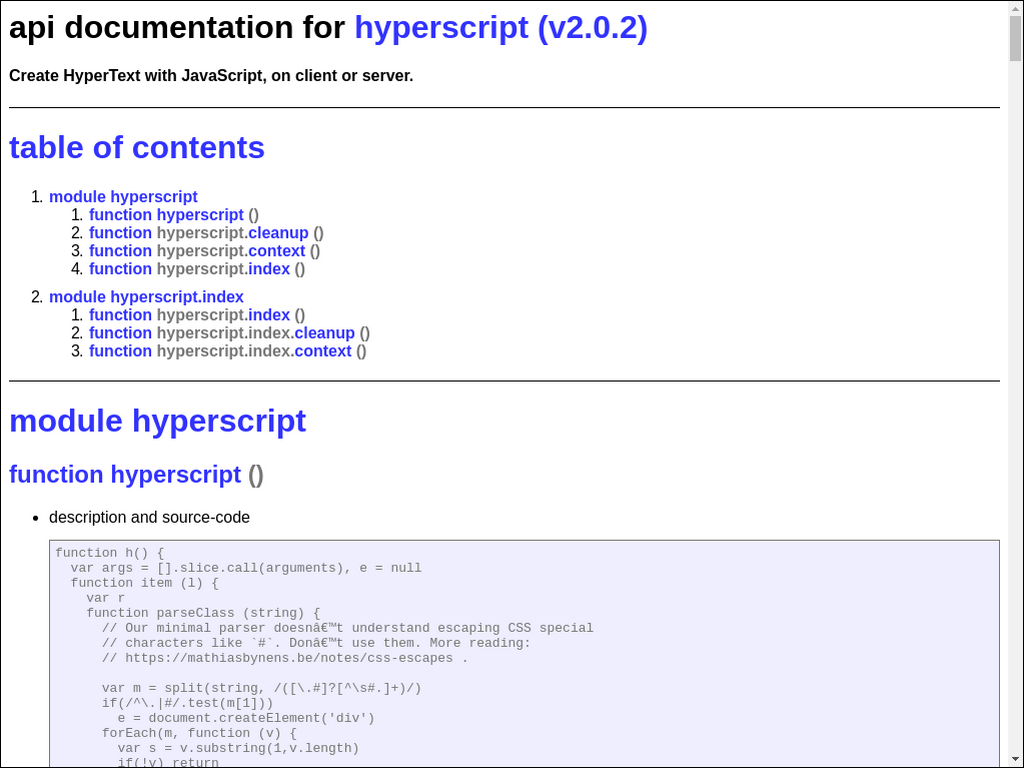 api documentation for hyperscript (v2.0.2)
Create HyperText with JavaScript, on client or server.
table of contents
1. module hyperscript
1. function hyperscript ()
2. function hyperscript.cleanup ()
3. function hyperscript.context ()
4. function hyperscript.index ()
2. module hyperscript.index
1. function hyperscript.index ()
2. function hyperscript.index.cleanup ()
3. function hyperscript.index.context ()
module hyperscript
function hyperscript ()
• description and source-code
function h() {
  var args = [].slice.call(arguments), e = null
  function item (l) {
    var r
    function parseClass (string) {
      // Our minimal parser doesnâ€™t understand escaping CSS special
      // characters like `#`. Donâ€™t use them. More reading:
      // https://mathiasbynens.be/notes/css-escapes .
      var m = split(string, /([\.#]?[^\s#.]+)/)
      if(/^\.|#/.test(m[1]))
        e = document.createElement('div')
      forEach(m, function (v) {
        var s = v.substring(1,v.length)
        if(!v) return